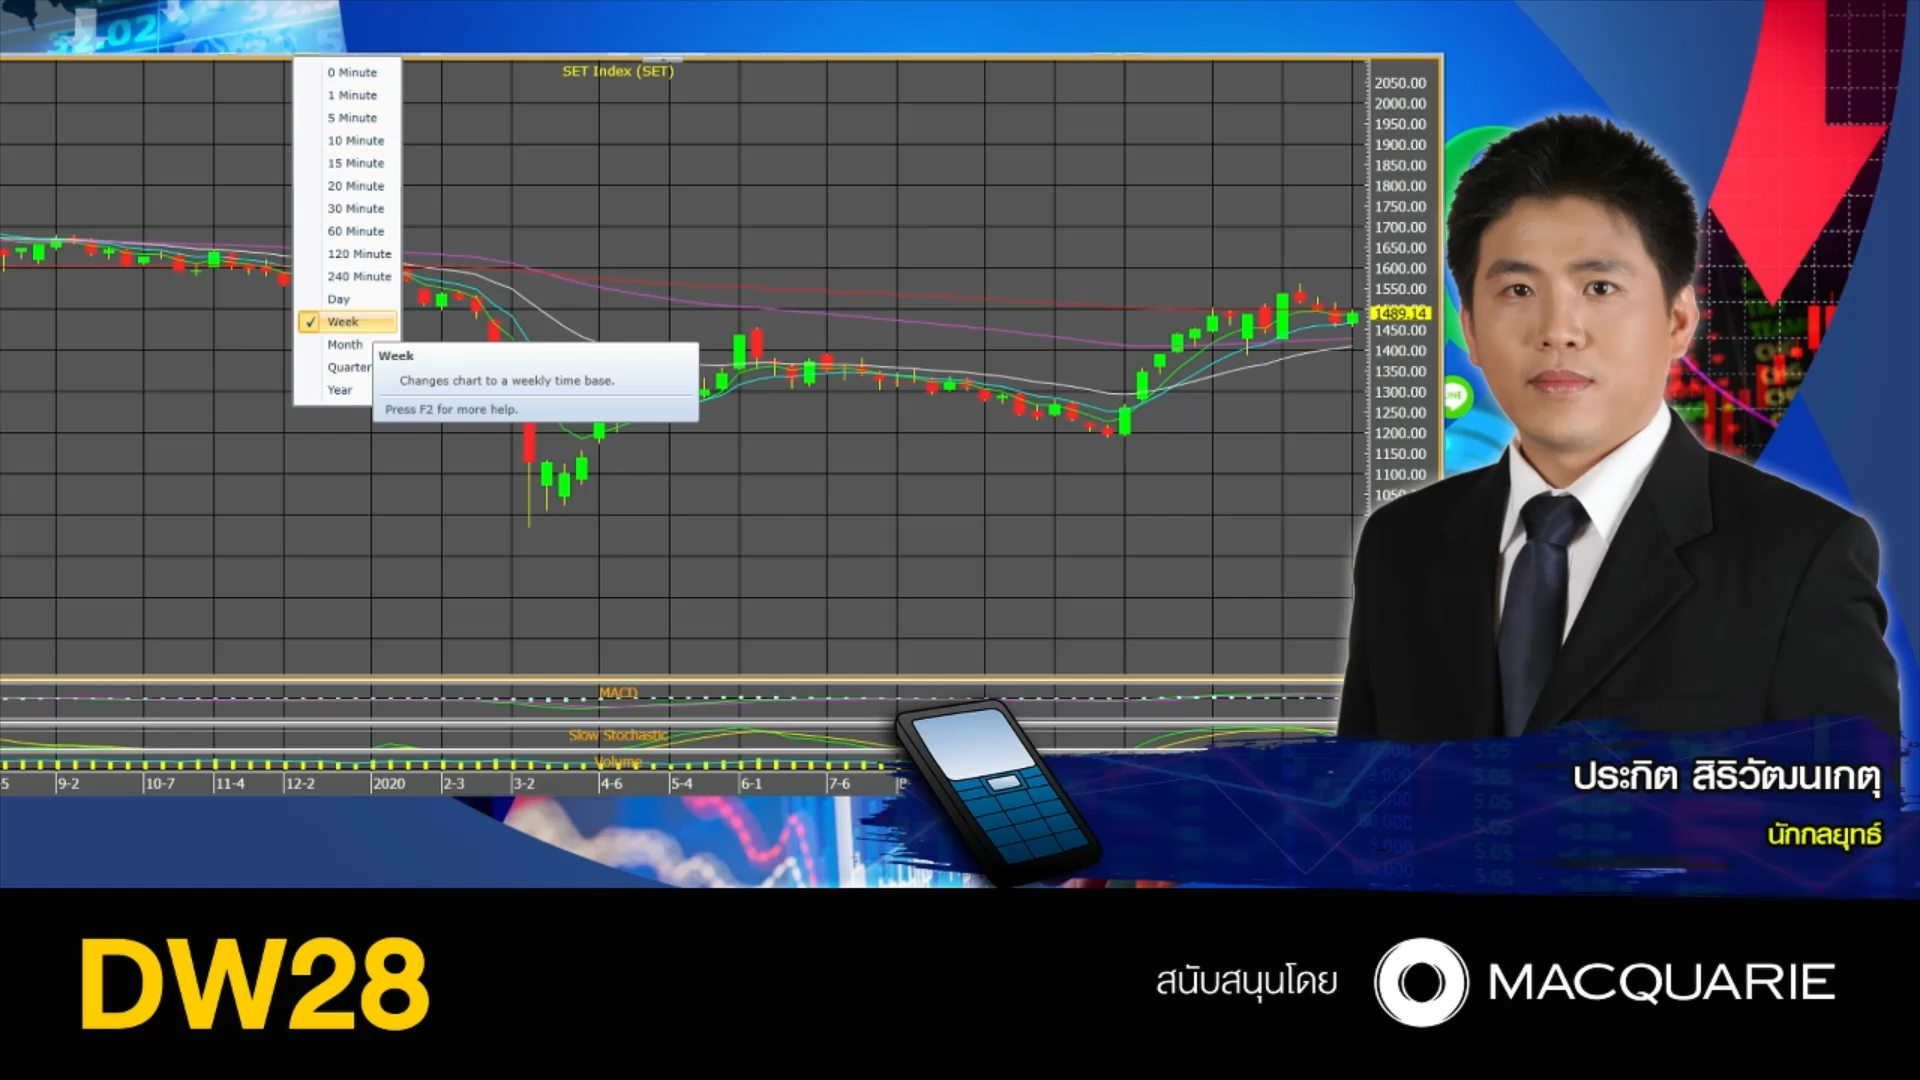 32.02
SET Index (SET)
0 Minute
1 Minute
5 Minute
10 Minute
15 Minute
20 Minute
30 Minute
60 Minute
120 Minute
240 Minute
Day
Week
Month
Quarter
Year
Week
Changes chart to a weekly time base.
Press F2 for more help.
2050.00
2000.00
1950.00
1900.00
1850.00
1800.00
1750.00
1700.00
1650.00
1600.00
1550.00
1489.14
1450.00
1400.00
1350.00
1300.00
1250.00
1200.00
1150.00
1100.00
MACD
Slow Stochastic
Volume
9-2
10-7
11-4
12-2
2020
2-3
3-2
4-6
5-4
6-1
7-6
ประกิต สิริวัฒนเกตุ
นักกลยุทธ์
DW28
สนับสนุนโดย
MACQUARIE